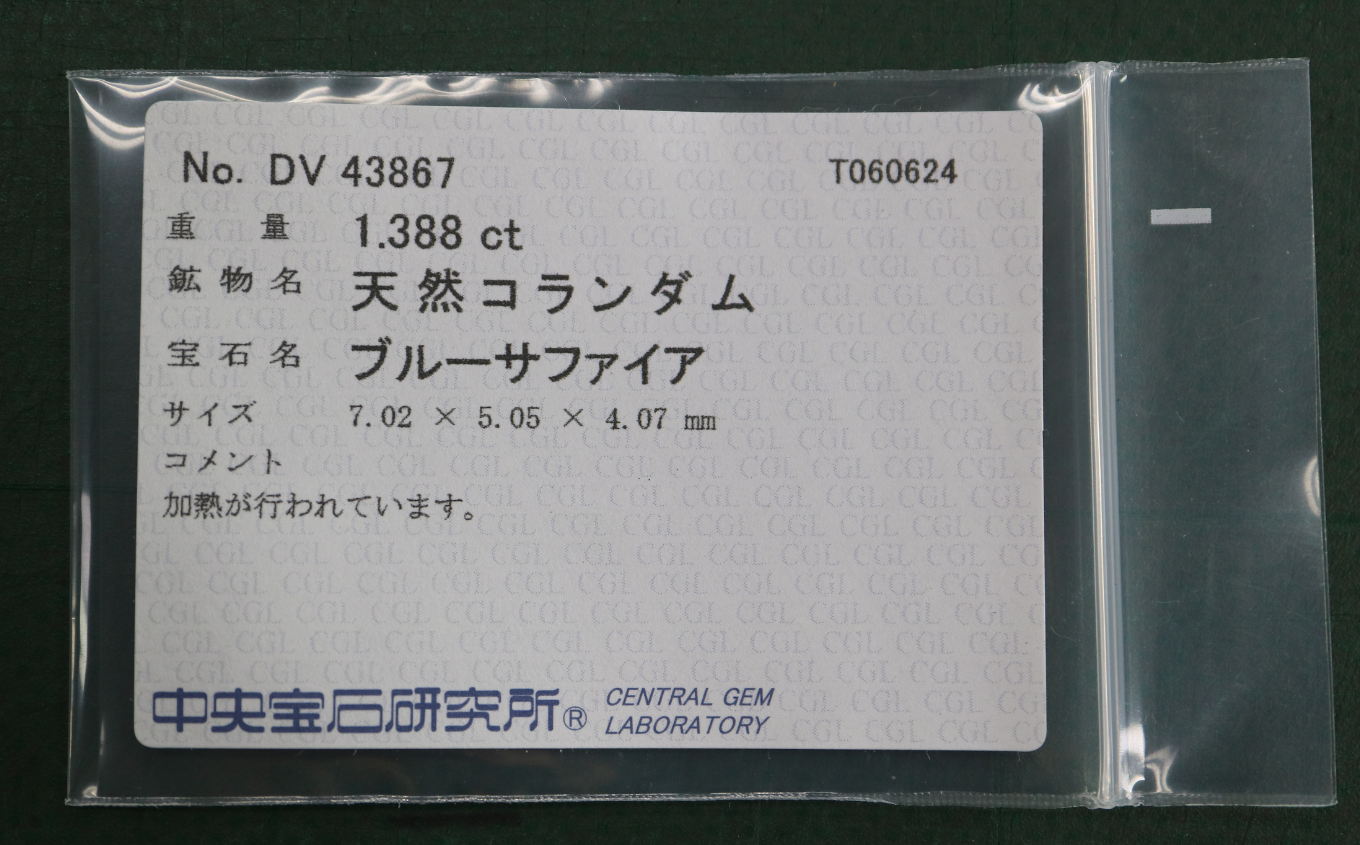 No. DV 43867 T060624
重量 1.388 ct
鉱物名 天然コランダム
宝石名 ブルーサファイア
サイズ 7.02 × 5.05 × 4.07 mm
コメント
加熱が行われています。
中央宝石研究所® CENTRAL GEM
LABORATORY